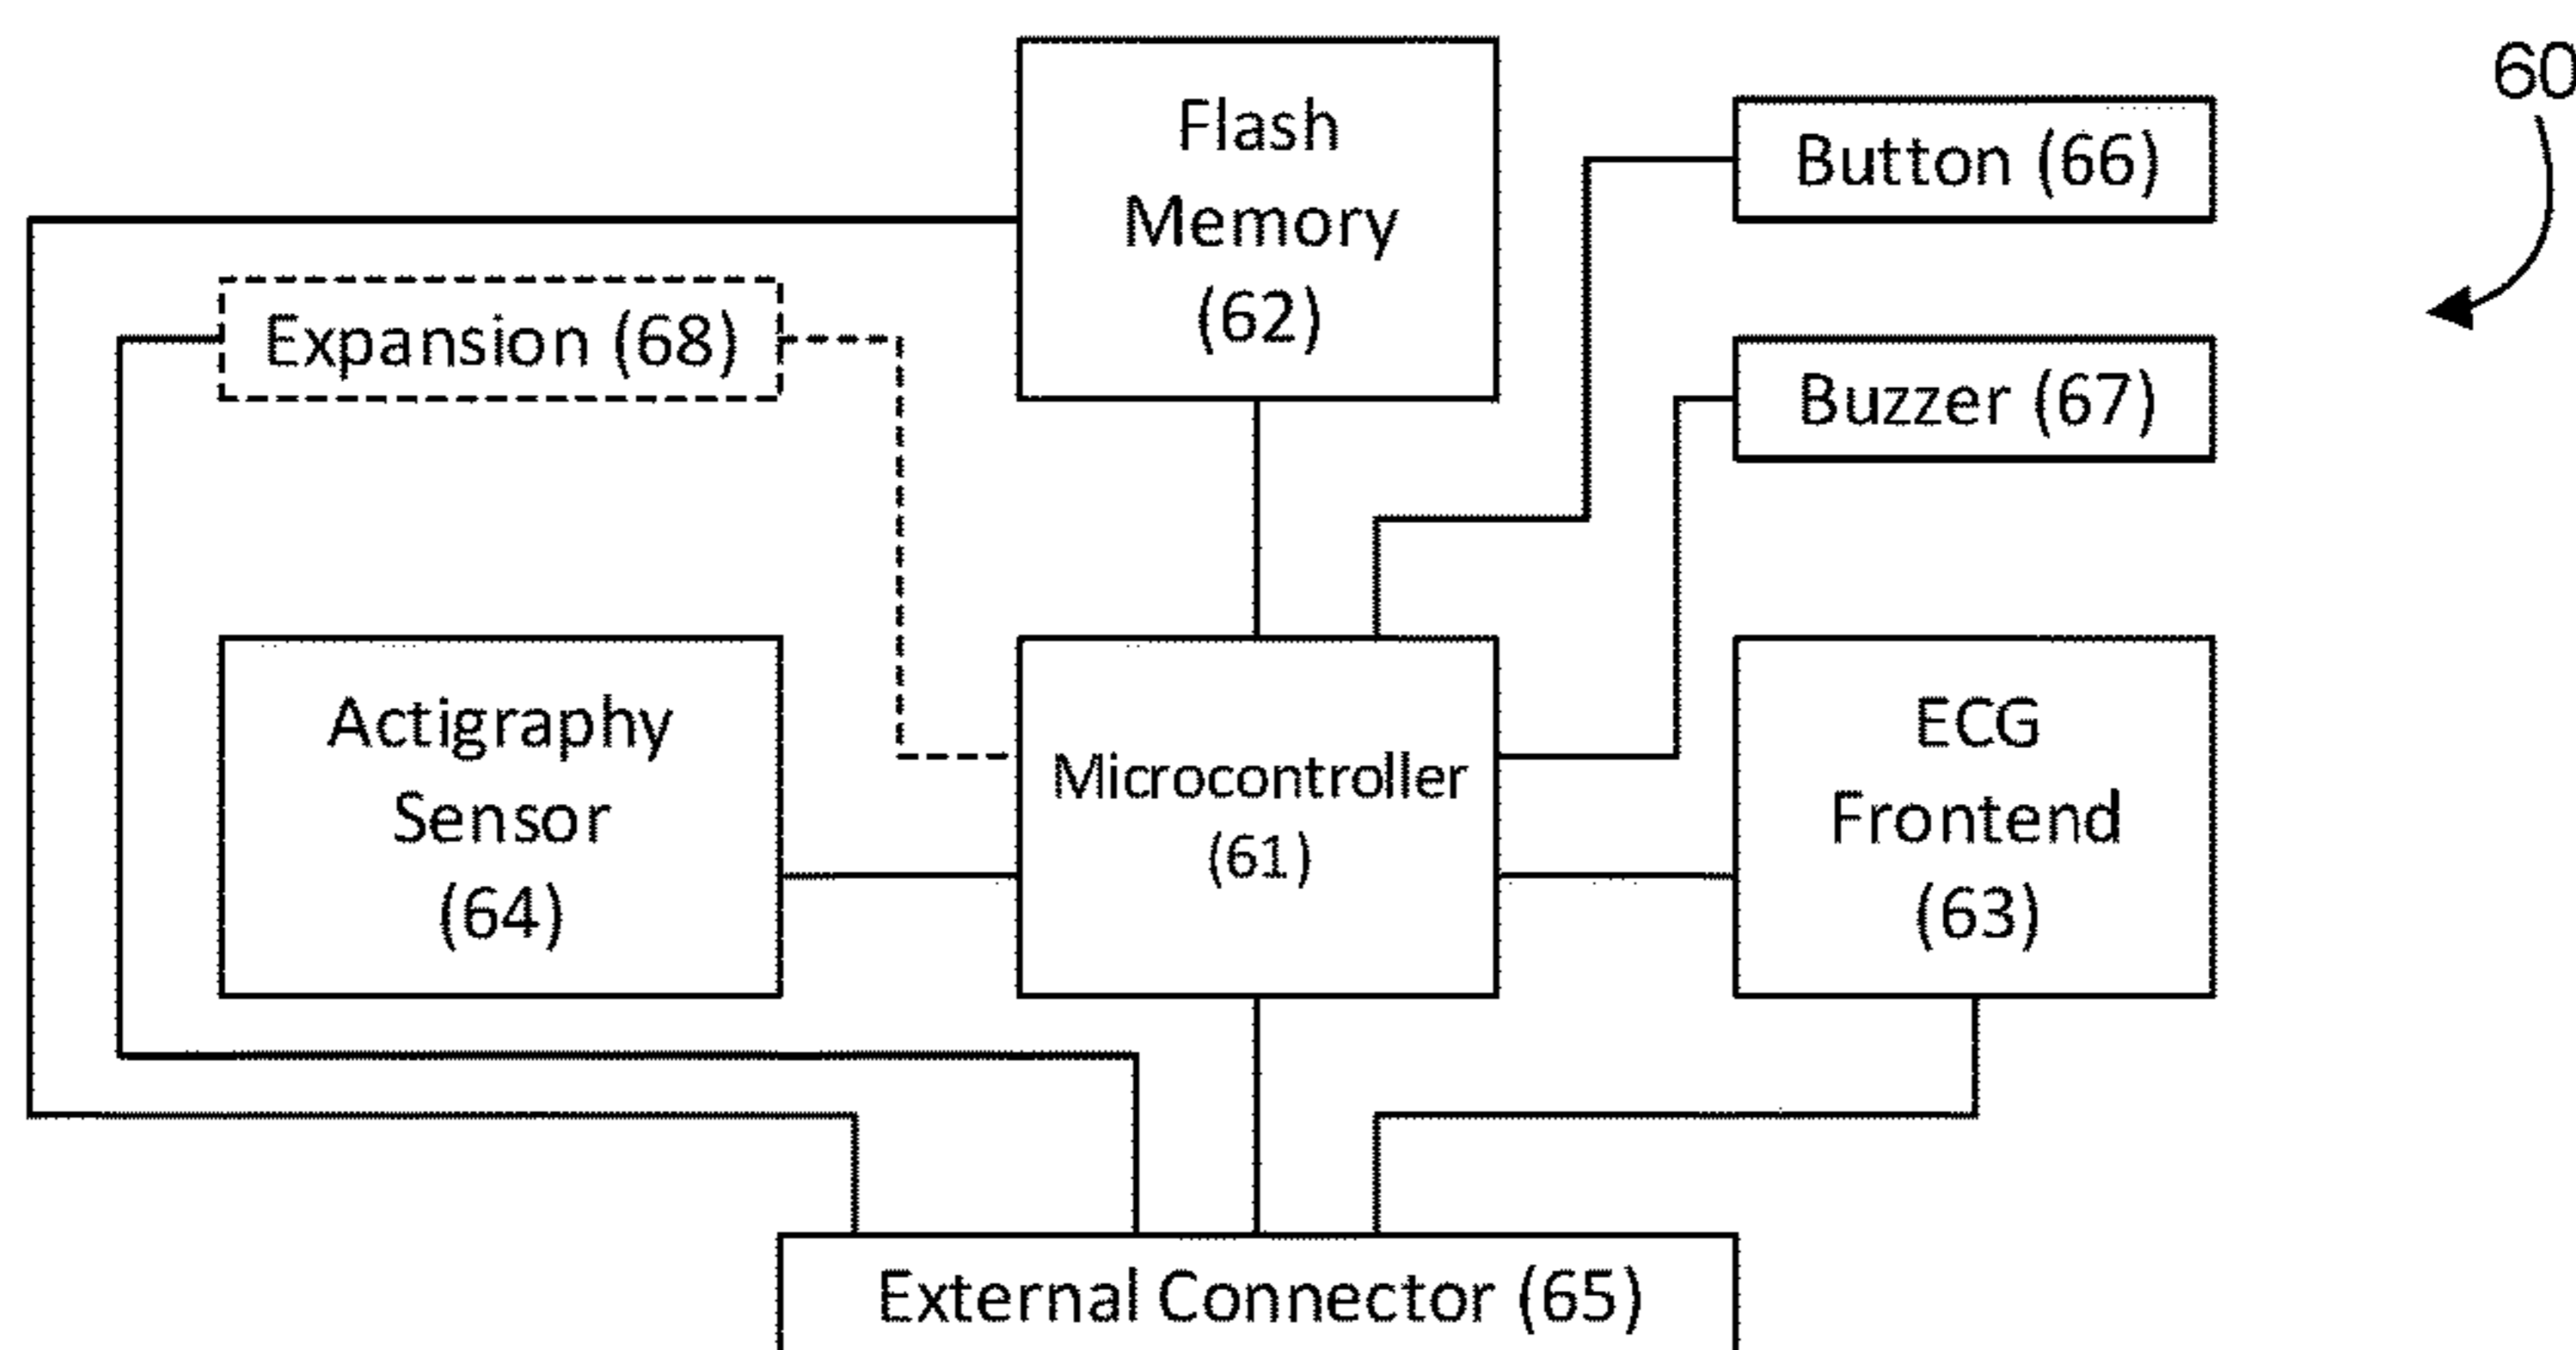 60
Flash
Memory
(62)
Button (66)
Expansion (68)
Buzzer (67)
Actigraphy
Sensor
(64)
Microcontroller
(61)
ECG
Frontend
(63)
External Connector (65)